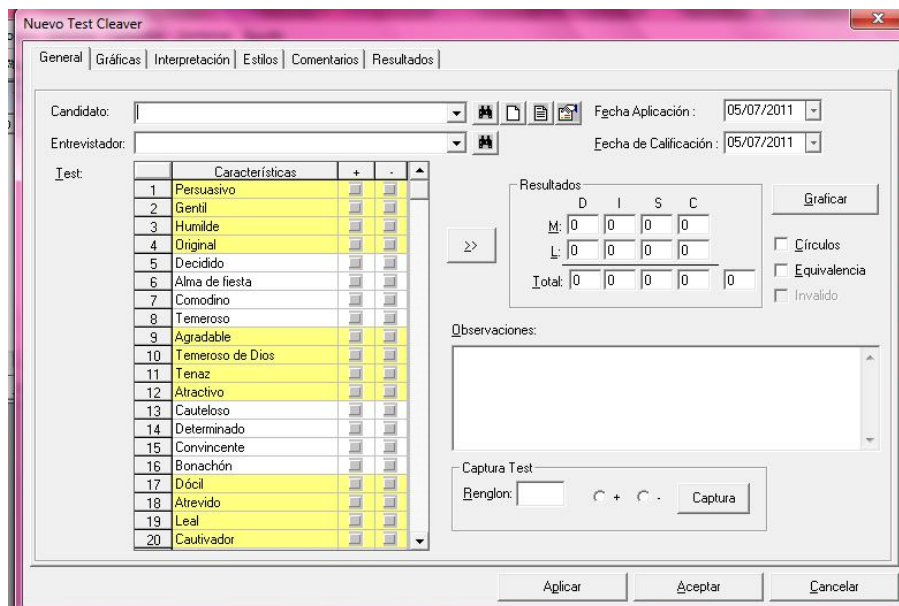 Nuevo Test Cleaver
General Gráficas Interpretación Estilos Comentarios Resultados
Candidato:
Fecha Aplicación : 05/07/2011
Entrevistador:
Fecha de Calificación : 05/07/2011
Test:
Características + -
1 Persuasivo
2 Gentil
3 Humilde
4 Original
5 Decidido
6 Alma de fiesta
7 Comodino
8 Temeroso
9 Agradable
10 Temeroso de Dios
11 Tenaz
12 Atractivo
13 Cauteloso
14 Determinado
15 Convincente
16 Bonachón
17 Dócil
18 Atrevido
19 Leal
20 Cautivador
>>
Resultados
D I S C
M: 0 0 0 0
L: 0 0 0 0
Total: 0 0 0 0 0
Graficar
Círculos
Equivalencia
Invalido
Observaciones:
Captura Test
Renglon: + - Captura
Aplicar Aceptar Cancelar